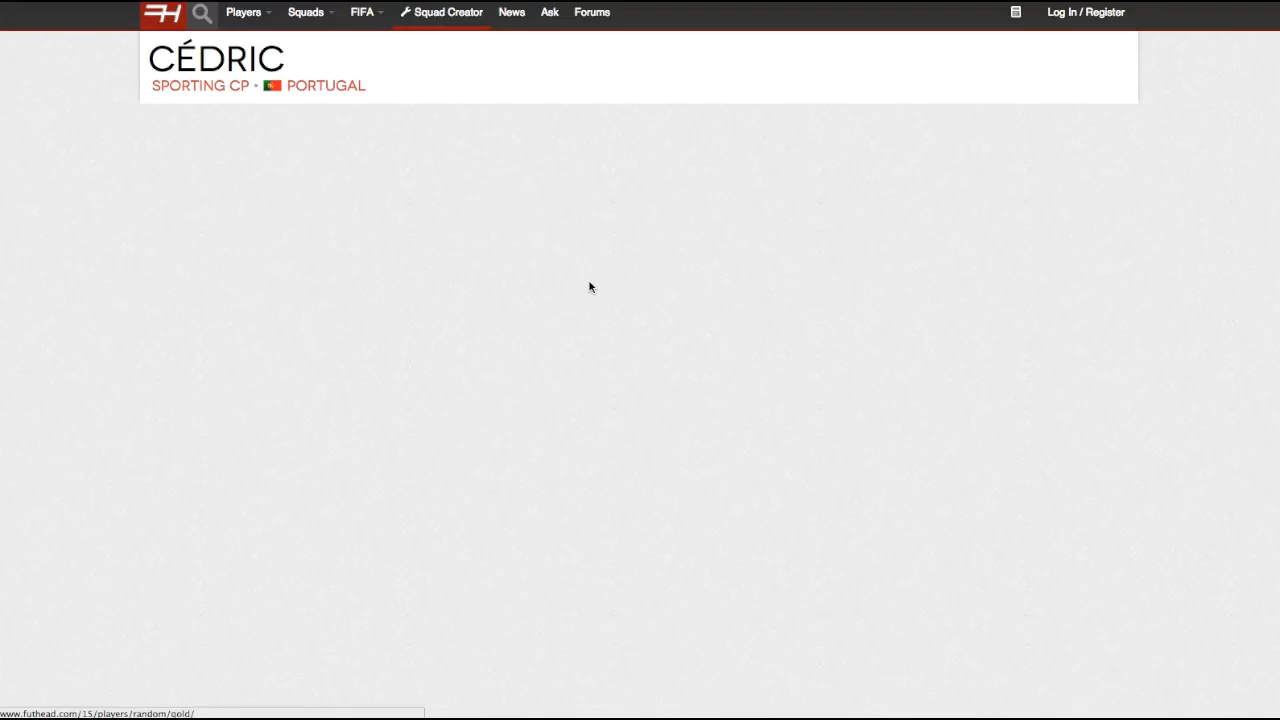 FH Players Squads FIFA Squad Creator News Ask Forums Log In / Register
CÉDRIC
SPORTING CP • PORTUGAL
www.futhead.com/15/players/random/gold/